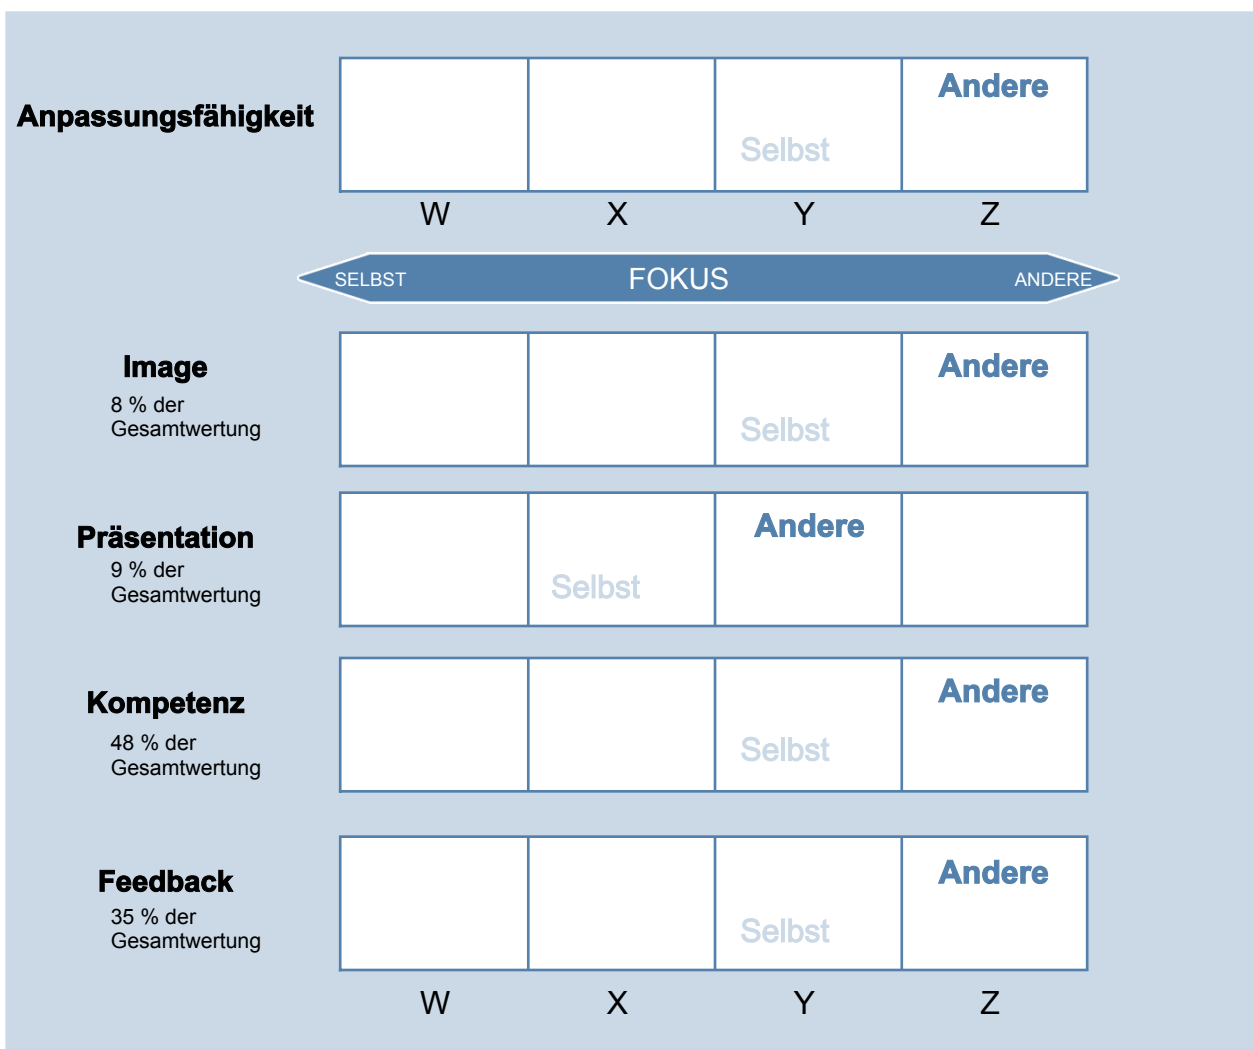 Andere
Anpassungsfähigkeit
Selbst
W X Y Z
SELBST FOKUS ANDERE
Image
Andere
8 % der
Gesamtwertung
Selbst
Präsentation
Andere
9 % der
Gesamtwertung
Selbst
Kompetenz
Andere
48 % der
Gesamtwertung
Selbst
Feedback
Andere
35 % der
Gesamtwertung
Selbst
W X Y Z